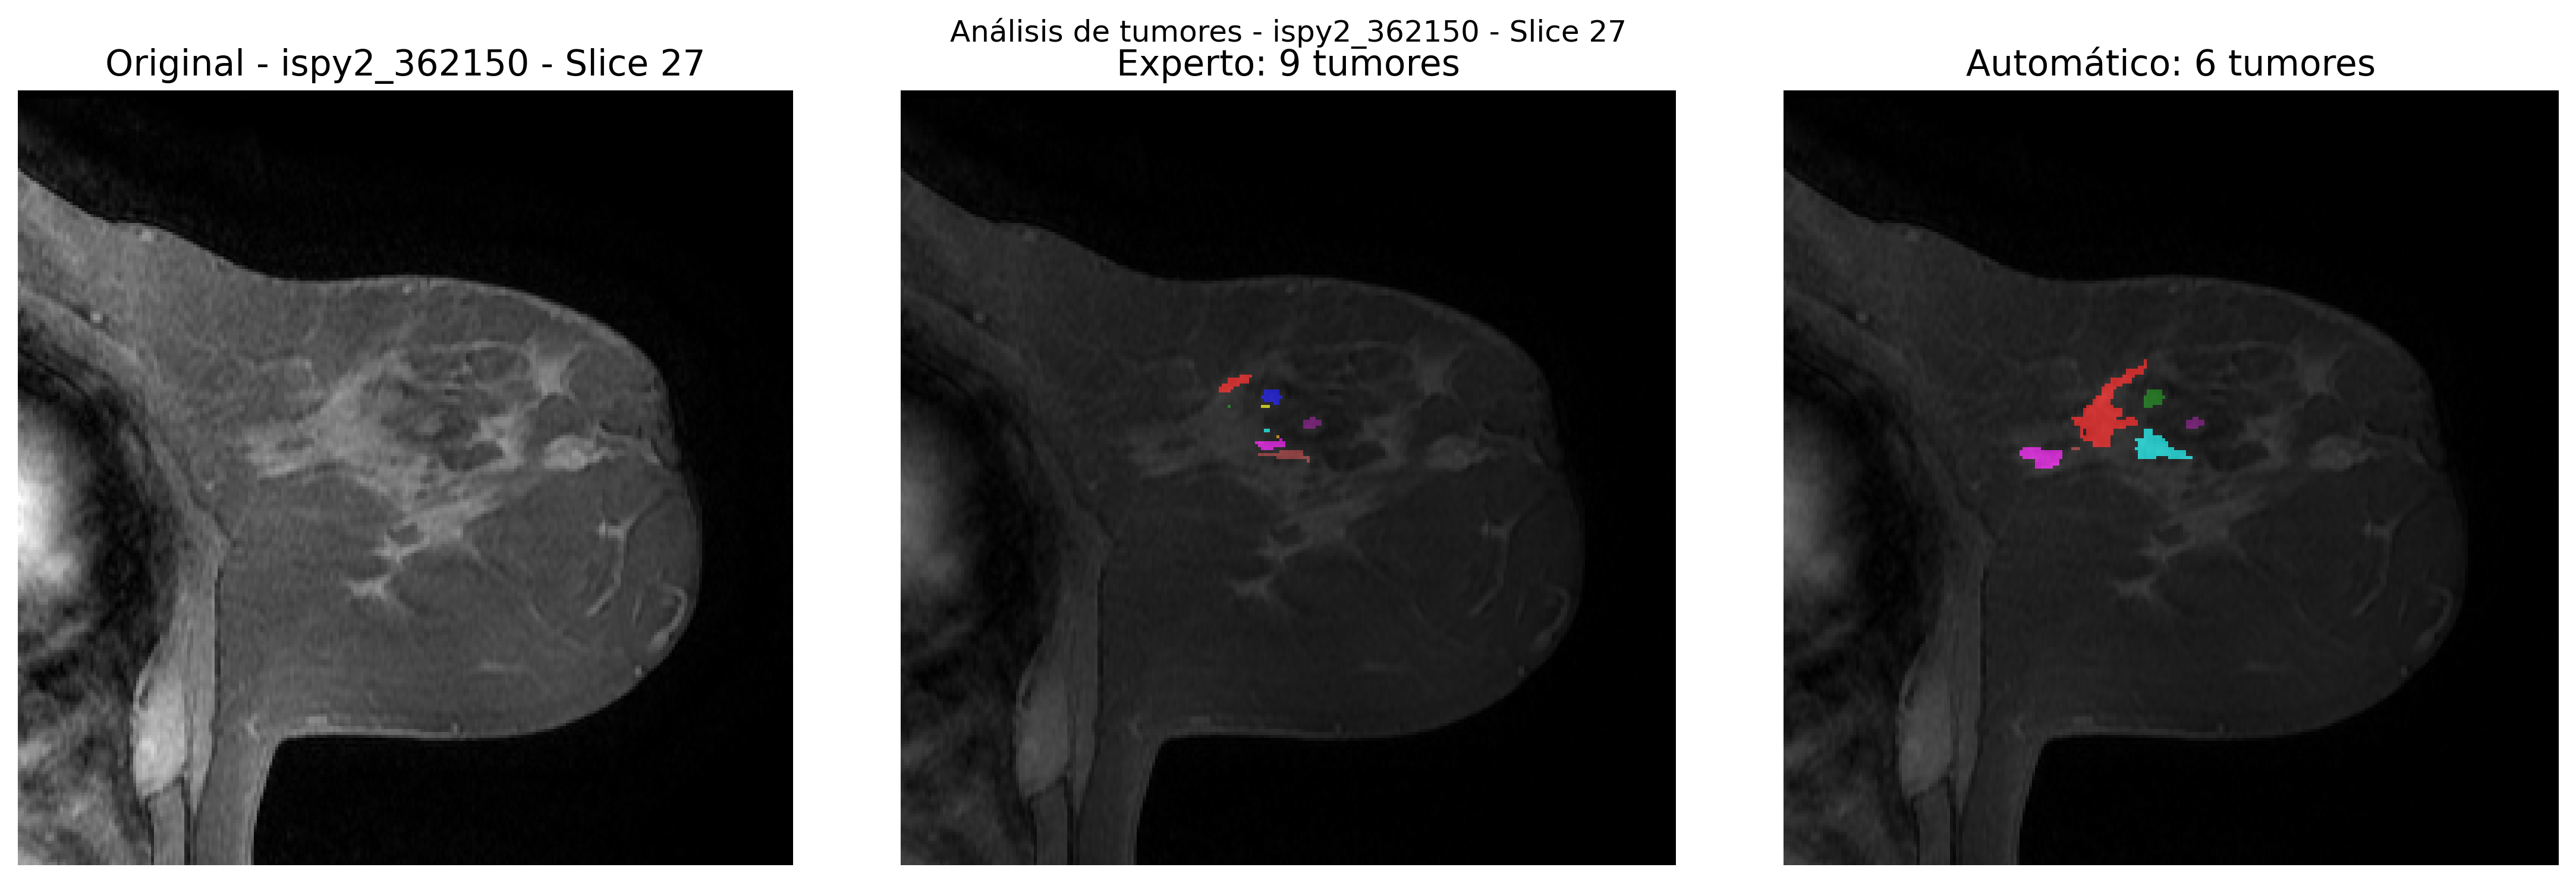 Análisis de tumores - ispy2_362150 - Slice 27
Original - ispy2_362150 - Slice 27
Experto: 9 tumores
Automático: 6 tumores